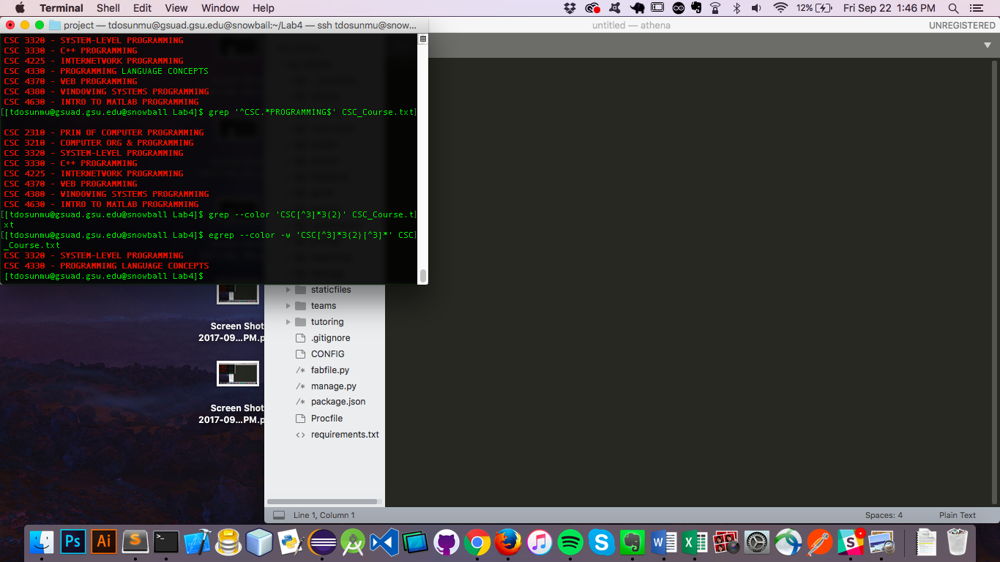 Terminal Shell Edit View Window Help 12% Fri Sep 22 1:46 PM
project — tdosunmu@gsuad.gsu.edu@snowball:~/Lab4 — ssh tdosunmu@snow...
untitled — athena
UNREGISTERED
CSC 3320 - SYSTEM-LEVEL PROGRAMMING
CSC 3330 - C++ PROGRAMMING
CSC 4225 - INTERNETWORK PROGRAMMING
CSC 4330 - PROGRAMMING LANGUAGE CONCEPTS
CSC 4370 - WEB PROGRAMMING
CSC 4380 - WINDOWING SYSTEMS PROGRAMMING
CSC 4630 - INTRO TO MATLAB PROGRAMMING
[[tdosunmu@gsuad.gsu.edu@snowball Lab4]$ grep '^CSC.*PROGRAMMING$' CSC_Course.txt]
CSC 2310 - PRIN OF COMPUTER PROGRAMMING
CSC 3210 - COMPUTER ORG & PROGRAMMING
CSC 3320 - SYSTEM-LEVEL PROGRAMMING
CSC 3330 - C++ PROGRAMMING
CSC 4225 - INTERNETWORK PROGRAMMING
CSC 4370 - WEB PROGRAMMING
CSC 4380 - WINDOWING SYSTEMS PROGRAMMING
CSC 4630 - INTRO TO MATLAB PROGRAMMING
[[tdosunmu@gsuad.gsu.edu@snowball Lab4]$ grep --color 'CSC[^3]*3{2}' CSC_Course.t]
xt
[[tdosunmu@gsuad.gsu.edu@snowball Lab4]$ egrep --color -w 'CSC[^3]*3{2}[^3]*' CSC]
_Course.txt
CSC 3320 - SYSTEM-LEVEL PROGRAMMING
CSC 4330 - PROGRAMMING LANGUAGE CONCEPTS
[tdosunmu@gsuad.gsu.edu@snowball Lab4]$
staticfiles
teams
tutoring
.gitignore
CONFIG
/* fabfile.py
/* manage.py
/* package.json
Procfile
<> requirements.txt
Screen Shot
2017-09...PM.p
Screen Shot
2017-09...PM.p
Line 1, Column 1
Spaces: 4
Plain Text
Ps
Ai
S
>_